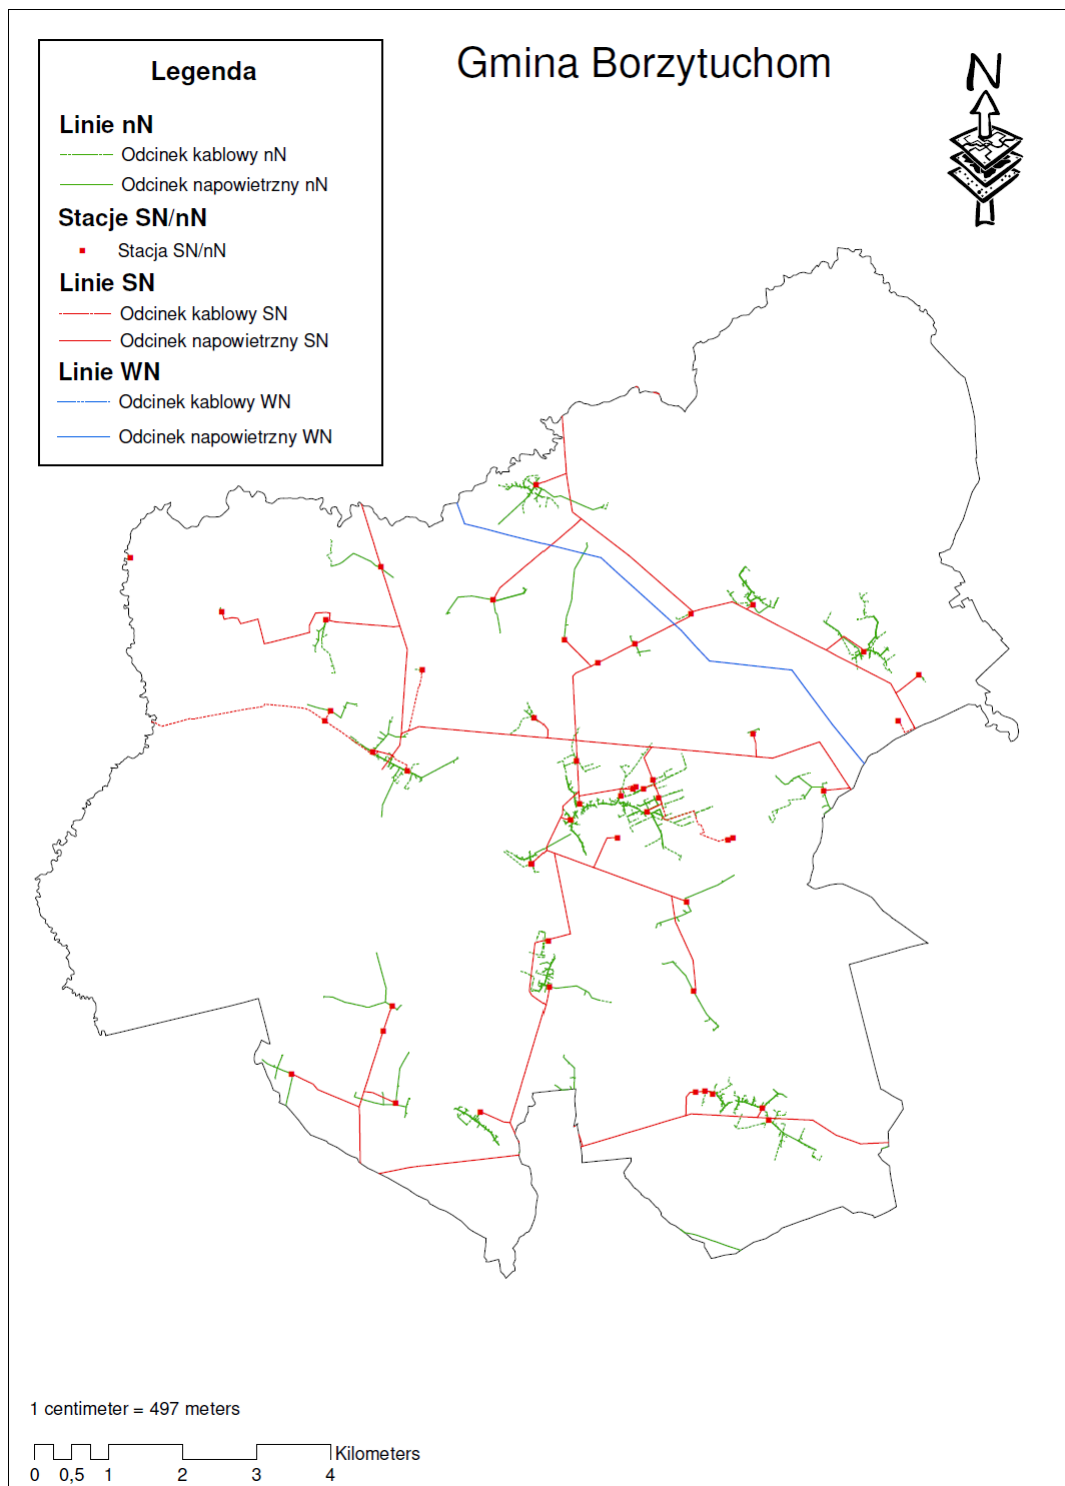 Gmina Borzytuchom
N
Legenda
Linie nN
Odcinek kablowy nN
Odcinek napowietrzny nN
Stacje SN/nN
Stacja SN/nN
Linie SN
Odcinek kablowy SN
Odcinek napowietrzny SN
Linie WN
Odcinek kablowy WN
Odcinek napowietrzny WN
1 centimeter = 497 meters
Kilometers
0 0,5 1 2 3 4